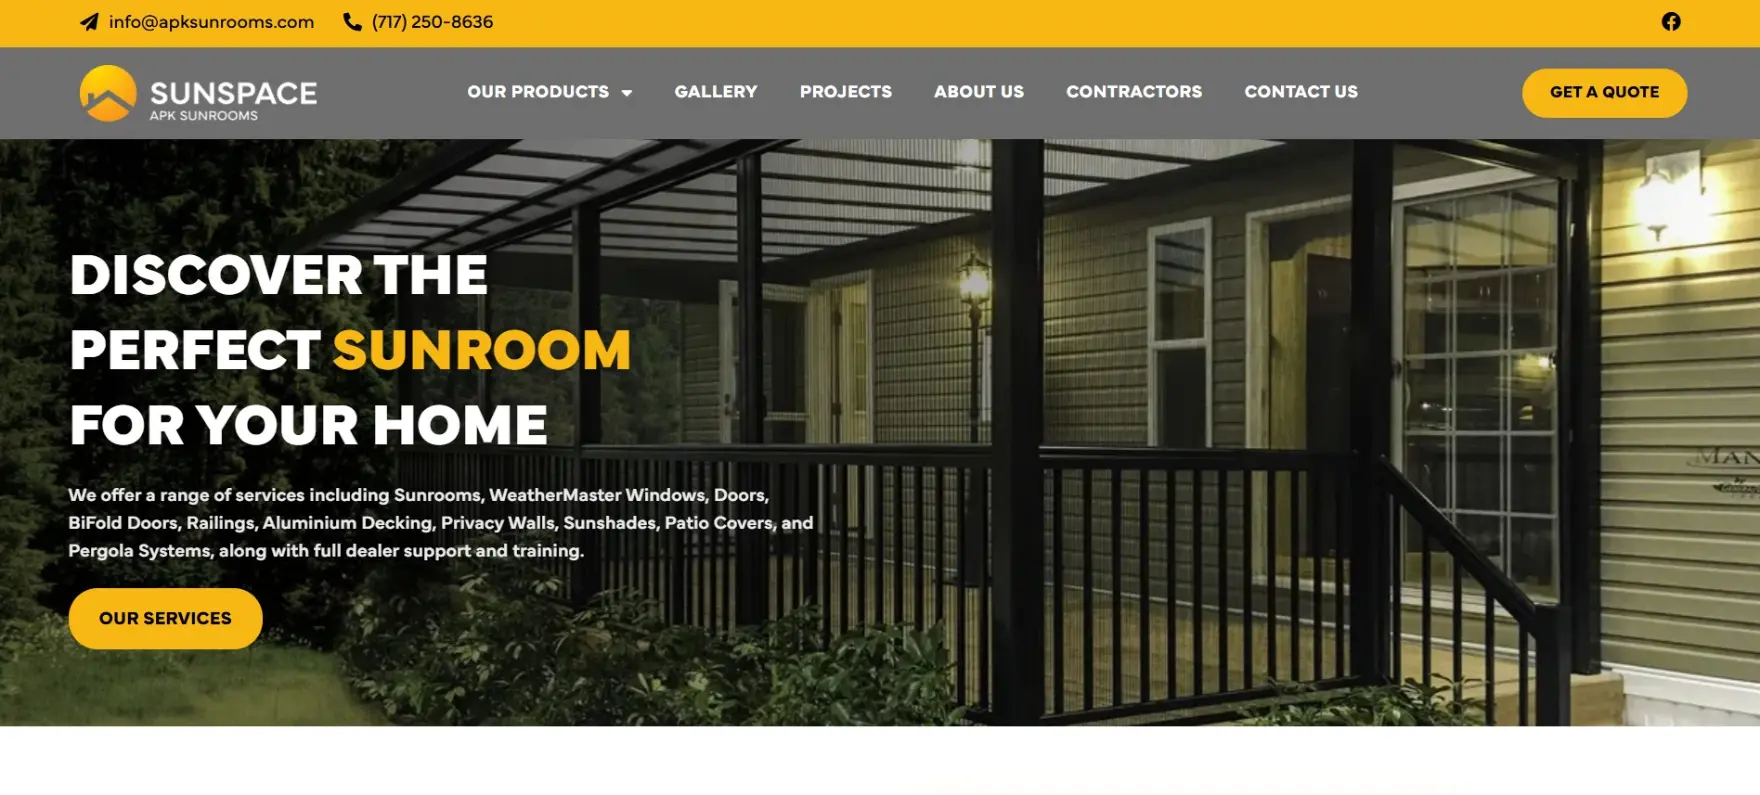 info@apksunrooms.com (717) 250-8636
SUNSPACE
APK SUNROOMS
OUR PRODUCTS GALLERY PROJECTS ABOUT US CONTRACTORS CONTACT US
GET A QUOTE
DISCOVER THE
PERFECT SUNROOM
FOR YOUR HOME
We offer a range of services including Sunrooms, WeatherMaster Windows, Doors,
BiFold Doors, Railings, Aluminium Decking, Privacy Walls, Sunshades, Patio Covers, and
Pergola Systems, along with full dealer support and training.
OUR SERVICES